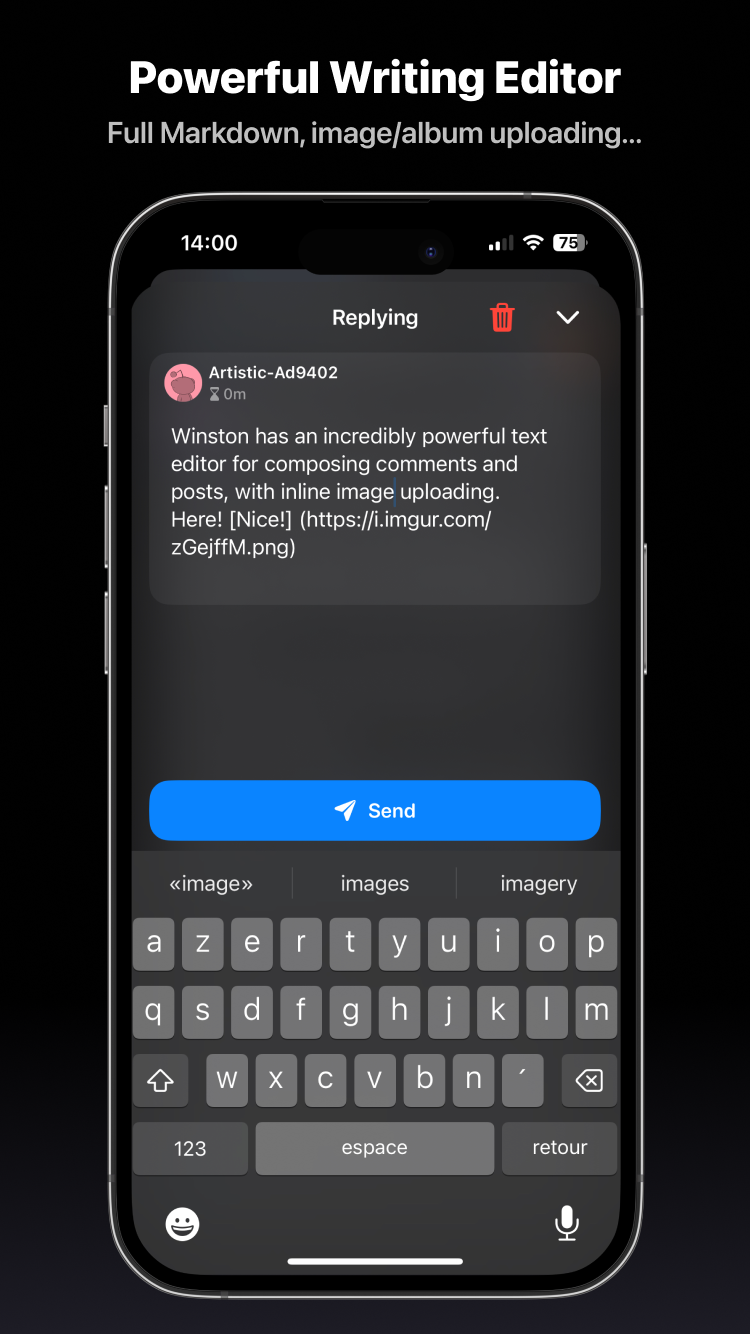 Powerful Writing Editor
Full Markdown, image/album uploading...
14:00
75
Replying
Artistic-Ad9402
0m
Winston has an incredibly powerful text
editor for composing comments and
posts, with inline image uploading.
Here! [Nice!] (https://i.imgur.com/
zGejffM.png)
Send
«image» images imagery
a z e r t y u i o p
q s d f g h j k l m
w x c v b n ´
123 espace retour